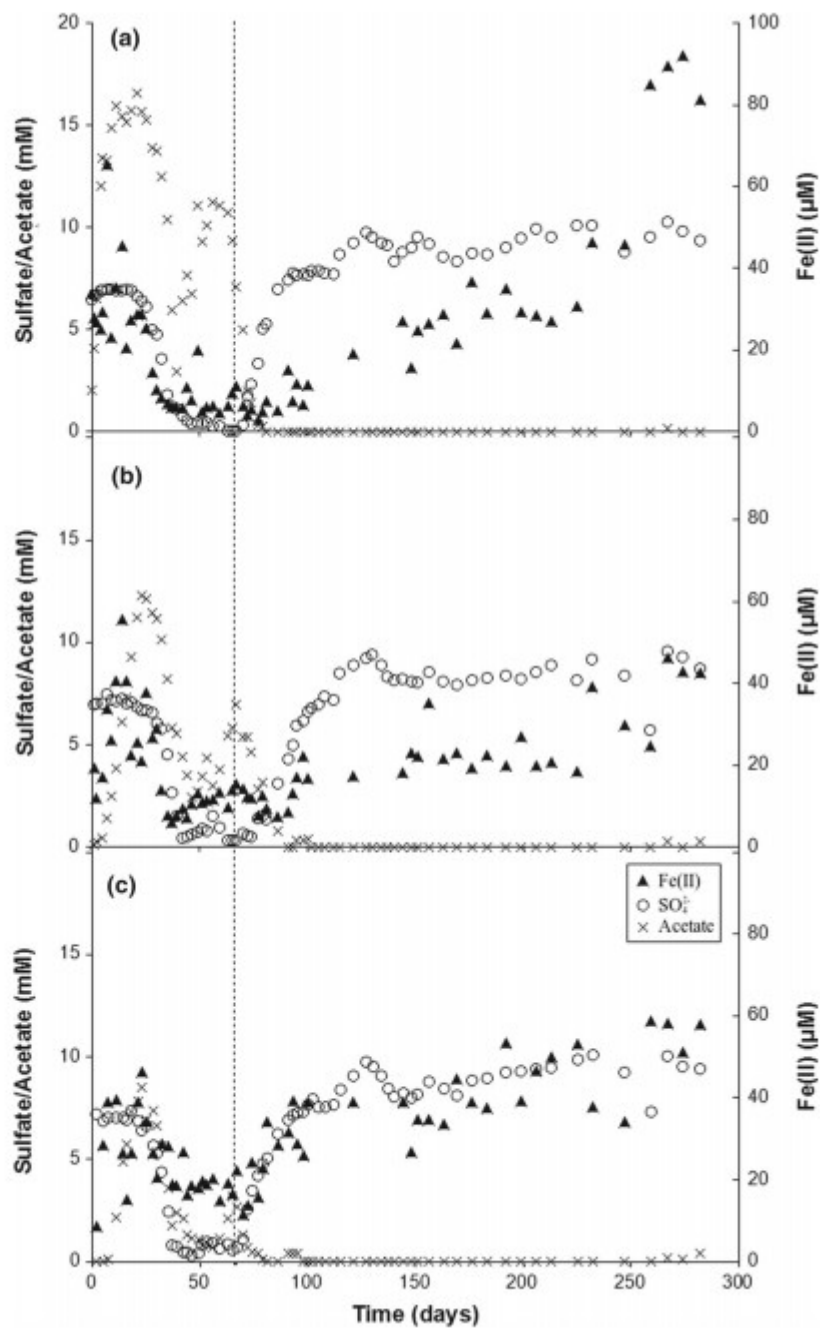 (a)
20
15
10
5
0
Sulfate/Acetate (mM)
100
80
60
40
20
0
Fe(II) (µM)
(b)
15
10
5
0
Sulfate/Acetate (mM)
80
60
40
20
0
Fe(II) (µM)
(c)
15
10
5
0
Sulfate/Acetate (mM)
80
60
40
20
0
Fe(II) (µM)
▲ Fe(II)
○ SO₄²⁻
× Acetate
0 50 100 150 200 250 300
Time (days)